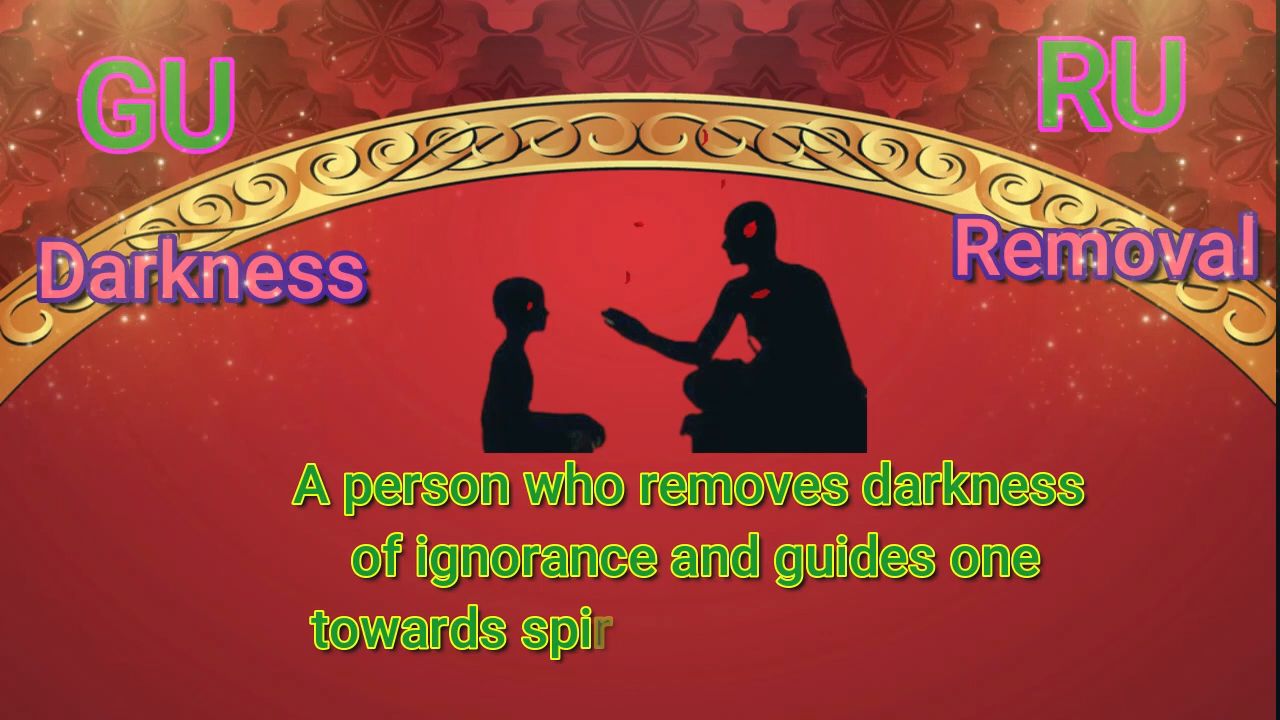 GU
RU
Darkness
Removal
A person who removes darkness
of ignorance and guides one
towards spir